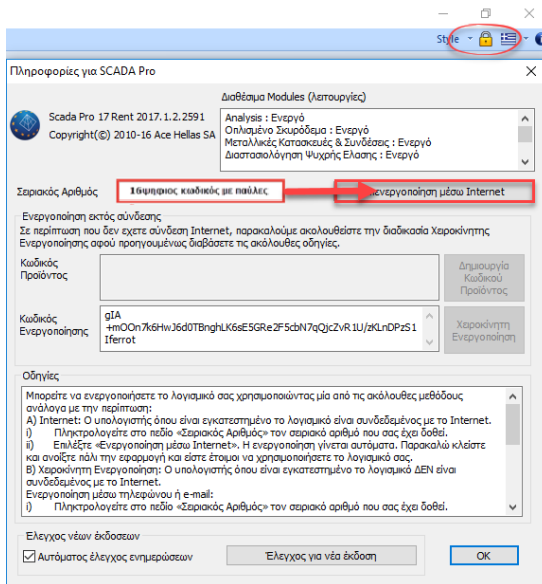 Style
Πληροφορίες για SCADA Pro
Διαθέσιμα Modules (λειτουργίες)
Scada Pro 17 Rent 2017.1.2.2591
Copyright(©) 2010-16 Ace Hellas SA
Analysis : Ενεργό
Οπλισμένο Σκυρόδεμα : Ενεργό
Μεταλλικές Κατασκευές & Συνδέσεις : Ενεργό
Διαστασιολόγηση Ψυχρής Ελασης : Ενεργό
Σειριακός Αριθμός
16ψηφιος κωδικός με παύλες
ενεργοποίηση μέσω Internet
Ενεργοποίηση εκτός σύνδεσης
Σε περίπτωση που δεν εχετε σύνδεση Internet, παρακαλούμε ακολουθείστε την διαδικασία Χειροκίνητης
Ενεργοποίησης αφού προηγουμένως διαβάσετε τις ακόλουθες οδηγίες.
Κωδικός
Προϊόντος
Δημιουργία
Κωδικού
Προϊόντος
Κωδικός
Ενεργοποίησης
gIA
+mOOn7k6HwJ6d0TBnghLK6sE5GRe2F5cbN7qQjcZvR1U/zKLnDPzS1
Iferrot
Χειροκίνητη
Ενεργοποίηση
Οδηγίες
Μπορείτε να ενεργοποιήσετε το λογισμικό σας χρησιμοποιώντας μία από τις ακόλουθες μεθόδους
ανάλογα με την περίπτωση:
Α) Internet: Ο υπολογιστής όπου είναι εγκατεστημένο το λογισμικό είναι συνδεδεμένος με το Internet.
i) Πληκτρολογείτε στο πεδίο «Σειριακός Αριθμός» τον σειριακό αριθμό που σας έχει δοθεί.
ii) Επιλέξτε «Ενεργοποίηση μέσω Internet». Η ενεργοποίηση γίνεται αυτόματα. Παρακαλώ κλείστε
και ανοίξτε πάλι την εφαρμογή και είστε έτοιμοι να χρησιμοποιήσετε το λογισμικό σας.
Β) Χειροκίνητη Ενεργοποίηση: Ο υπολογιστής όπου είναι εγκατεστημένο το λογισμικό ΔΕΝ είναι
συνδεδεμένος με το Internet.
Ενεργοποίηση μέσω τηλεφώνου ή e-mail:
i) Πληκτρολογείτε στο πεδίο «Σειριακός Αριθμός» τον σειριακό αριθμό που σας έχει δοθεί.
Έλεγχος νέων έκδοσεων
Αυτόματος έλεγχος ενημερώσεων
Έλεγχος για νέα έκδοση
OK